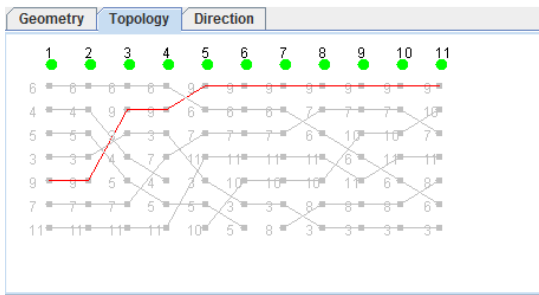 Geometry Topology Direction
1 2 3 4 5 6 7 8 9 10 11
6 6 6 6 9 9 9 9 9 9 9
4 4 9 9 6 6 6 7 7 7 10
5 5 3 3 7 7 7 6 10 10 7
3 3 4 7 11 11 11 11 6 11 11
9 9 5 4 3 10 10 10 11 6 8
7 7 7 5 5 3 3 8 8 8 6
11 11 11 11 10 5 8 3 3 3 3